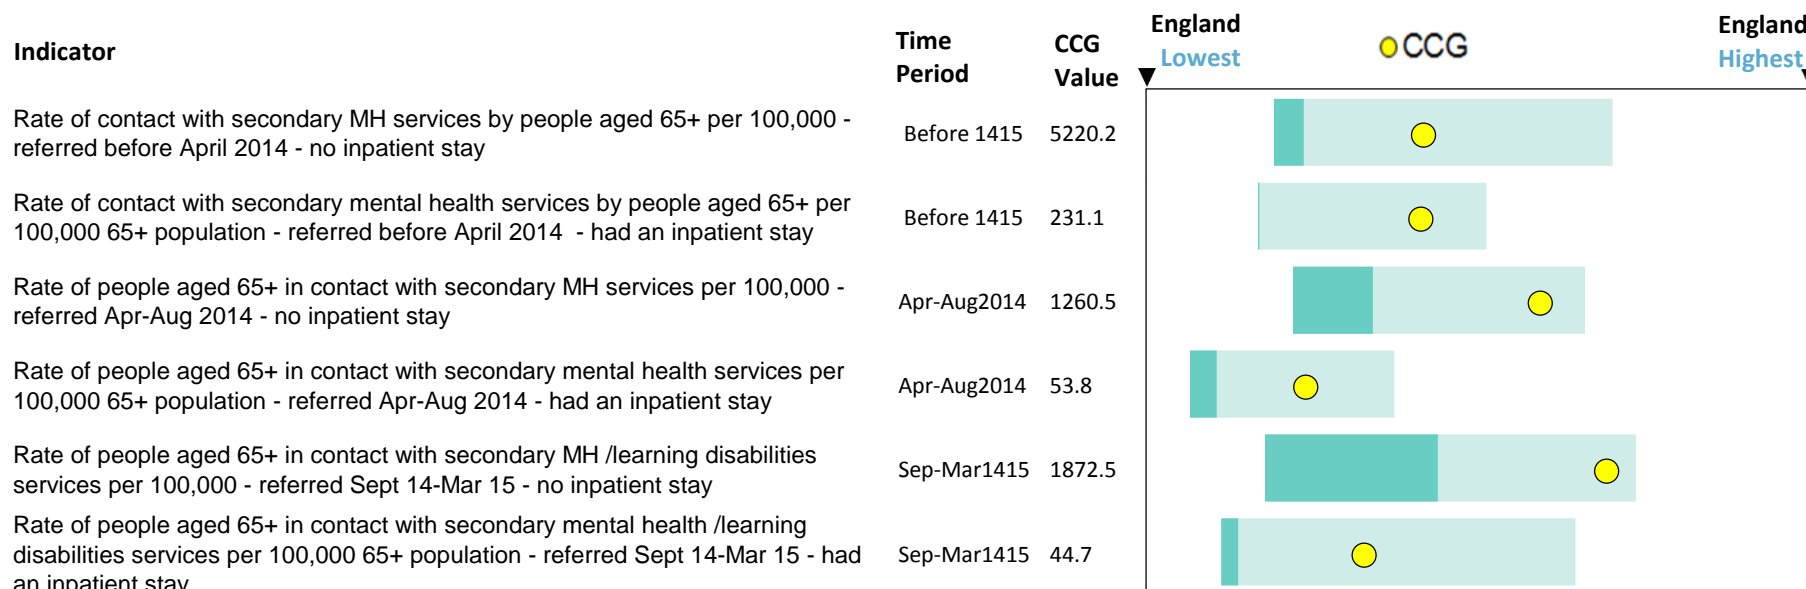 Indicator
Time Period
CCG Value
England Lowest
CCG
England Highest
Rate of contact with secondary MH services by people aged 65+ per 100,000 -
referred before April 2014 - no inpatient stay
Before 1415 5220.2
Rate of contact with secondary mental health services by people aged 65+ per
100,000 65+ population - referred before April 2014  - had an inpatient stay
Before 1415 231.1
Rate of people aged 65+ in contact with secondary MH services per 100,000 -
referred Apr-Aug 2014 - no inpatient stay
Apr-Aug2014 1260.5
Rate of people aged 65+ in contact with secondary mental health services per
100,000 65+ population - referred Apr-Aug 2014 - had an inpatient stay
Apr-Aug2014 53.8
Rate of people aged 65+ in contact with secondary MH /learning disabilities
services per 100,000 - referred Sept 14-Mar 15 - no inpatient stay
Sep-Mar1415 1872.5
Rate of people aged 65+ in contact with secondary mental health /learning
disabilities services per 100,000 65+ population - referred Sept 14-Mar 15 - had
an inpatient stay
Sep-Mar1415 44.7